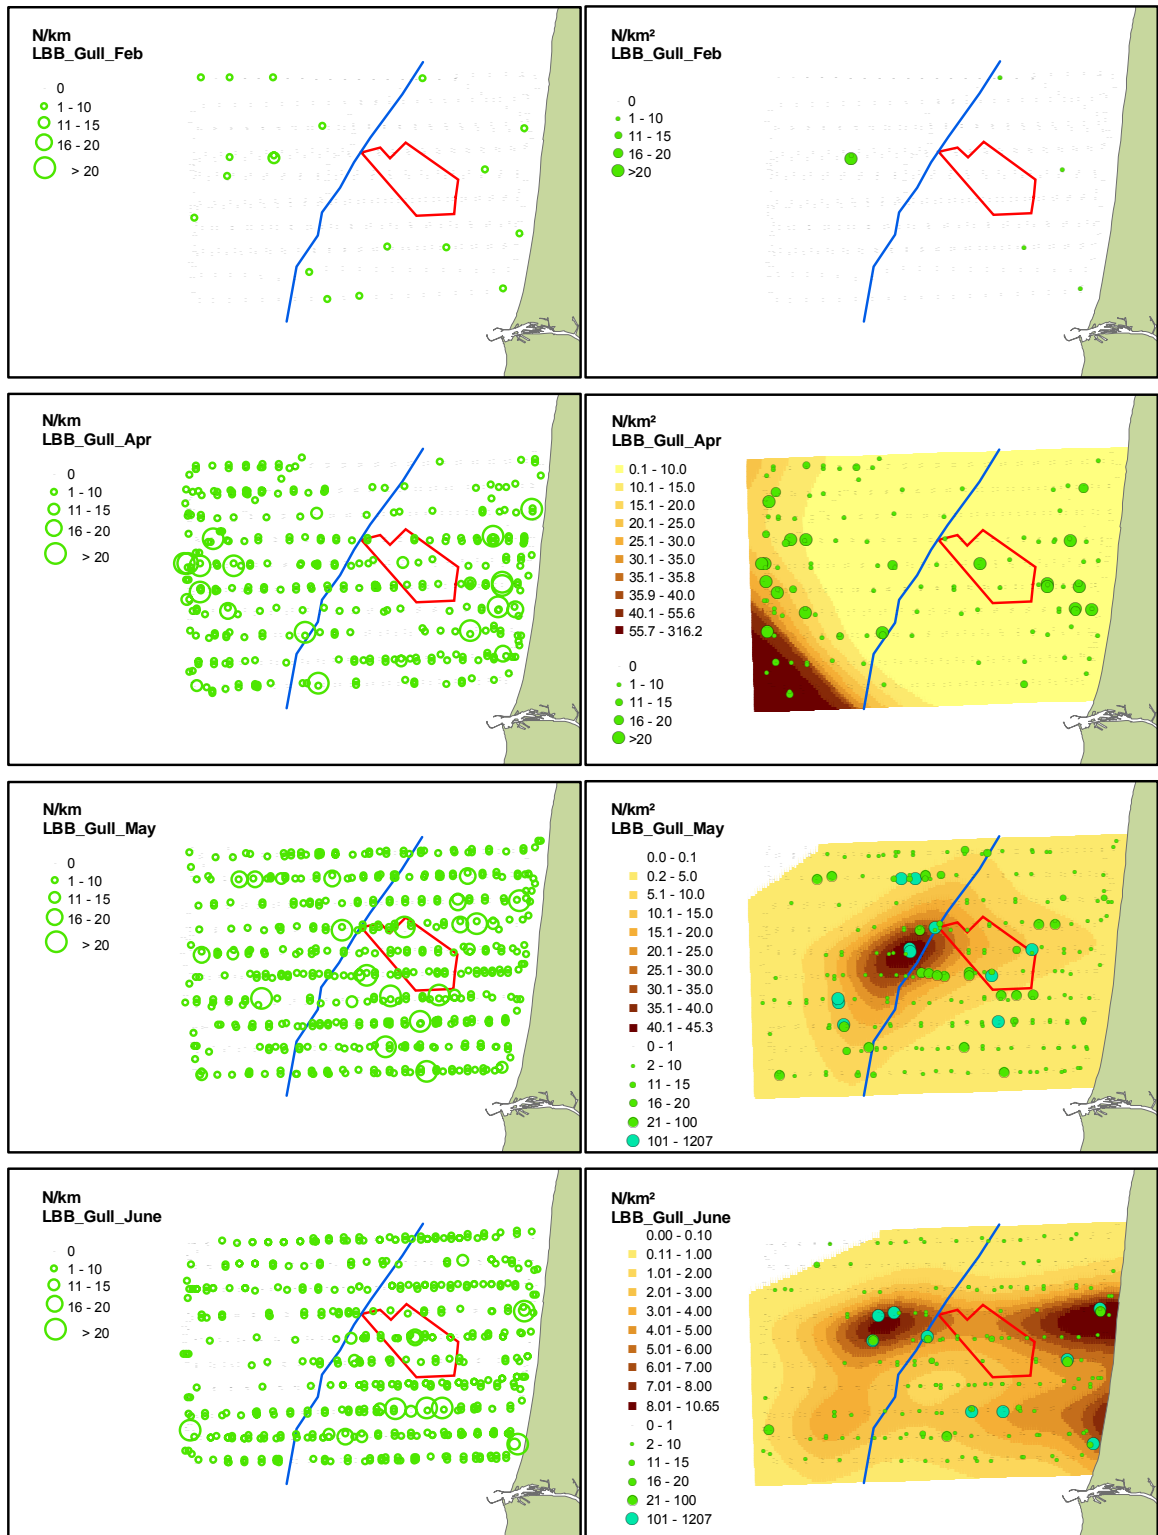 N/km
LBB_Gull_Feb
0
1 - 10
11 - 15
16 - 20
> 20
N/km²
LBB_Gull_Feb
0
1 - 10
11 - 15
16 - 20
>20
N/km
LBB_Gull_Apr
0
1 - 10
11 - 15
16 - 20
> 20
N/km²
LBB_Gull_Apr
0.1 - 10.0
10.1 - 15.0
15.1 - 20.0
20.1 - 25.0
25.1 - 30.0
30.1 - 35.0
35.1 - 35.8
35.9 - 40.0
40.1 - 55.6
55.7 - 316.2
0
1 - 10
11 - 15
16 - 20
>20
N/km
LBB_Gull_May
0
1 - 10
11 - 15
16 - 20
> 20
N/km²
LBB_Gull_May
0.0 - 0.1
0.2 - 5.0
5.1 - 10.0
10.1 - 15.0
15.1 - 20.0
20.1 - 25.0
25.1 - 30.0
30.1 - 35.0
35.1 - 40.0
40.1 - 45.3
0 - 1
2 - 10
11 - 15
16 - 20
21 - 100
101 - 1207
N/km
LBB_Gull_June
0
1 - 10
11 - 15
16 - 20
> 20
N/km²
LBB_Gull_June
0.00 - 0.10
0.11 - 1.00
1.01 - 2.00
2.01 - 3.00
3.01 - 4.00
4.01 - 5.00
5.01 - 6.00
6.01 - 7.00
7.01 - 8.00
8.01 - 10.65
0 - 1
2 - 10
11 - 15
16 - 20
21 - 100
101 - 1207